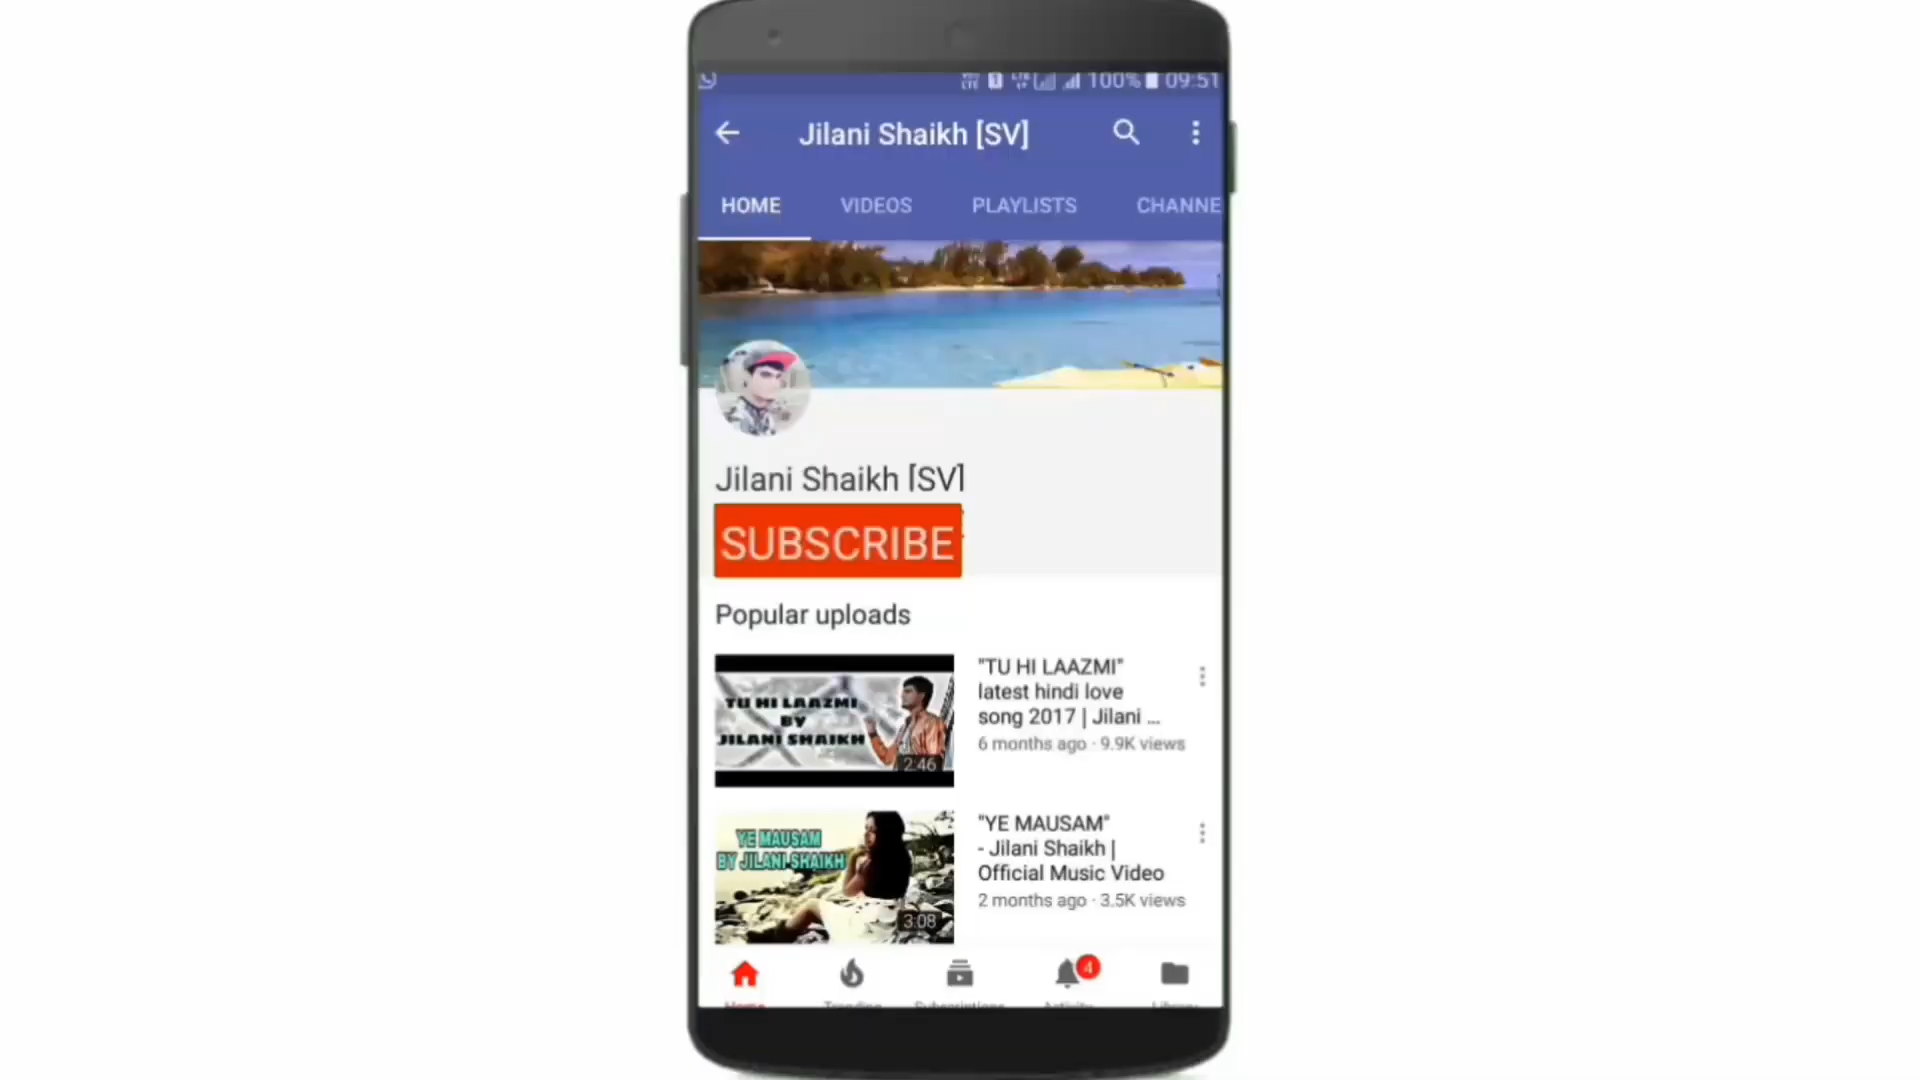 100% 09:51
Jilani Shaikh [SV]
HOME VIDEOS PLAYLISTS CHANNE
Jilani Shaikh [SV]
SUBSCRIBE
Popular uploads
TU HI LAAZMI
BY
JILANI SHAIKH
2:46
"TU HI LAAZMI"
latest hindi love
song 2017 | Jilani ...
6 months ago · 9.9K views
YE MAUSAM
BY JILANI SHAIKH
3:08
"YE MAUSAM"
- Jilani Shaikh |
Official Music Video
2 months ago · 3.5K views
4